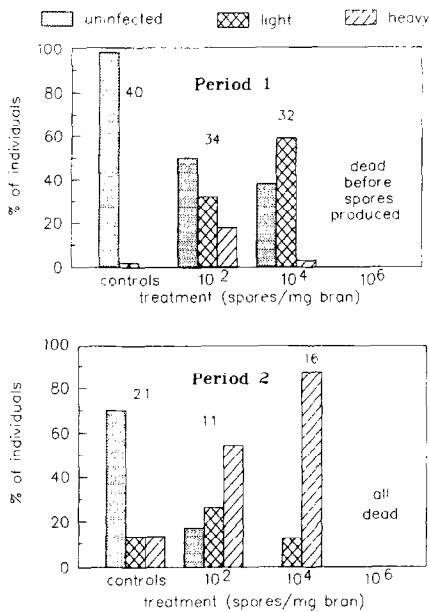 uninfected light heavy
% of individuals
100
80
60
40
20
0
Period 1
40
34
32
dead
before
spores
produced
controls 10² 10⁴ 10⁶
treatment (spores/mg bran)
% of individuals
100
80
60
40
20
0
Period 2
21
11
16
all
dead
controls 10² 10⁴ 10⁶
treatment (spores/mg bran)